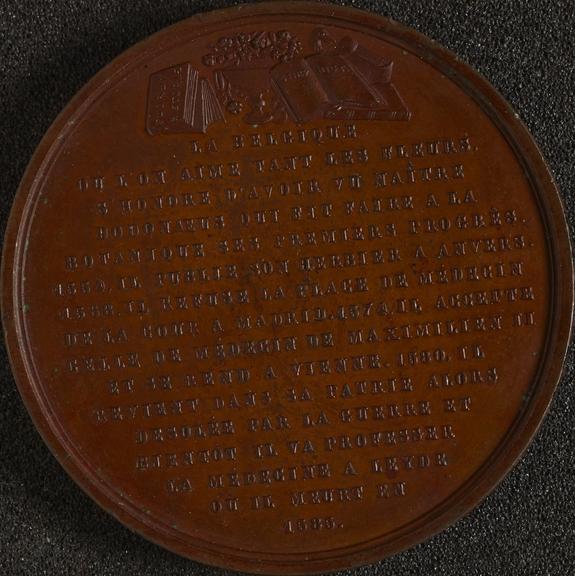 LA BELGIQUE
OU L'ON AIME TANT LES FLEURS,
S'HONORE D'AVOIR VU NAÎTRE
DODONÆUS QUI FIT FAIRE A LA
BOTANIQUE SES PREMIERS PROGRÈS.
1554, IL PUBLIE SON HERBIER A ANVERS.
1568, IL REFUSE LA PLACE DE MÉDECIN
DE LA COUR A MADRID. 1574, IL ACCEPTE
CELLE DE MÉDECIN DE MAXIMILIEN II
ET SE REND A VIENNE. 1580, IL
REVIENT DANS SA PATRIE ALORS
DESOLÉE PAR LA GUERRE ET
BIENTÔT IL VA PROFESSER
LA MÉDECINE A LEYDE
OU IL MEURT EN
1585.